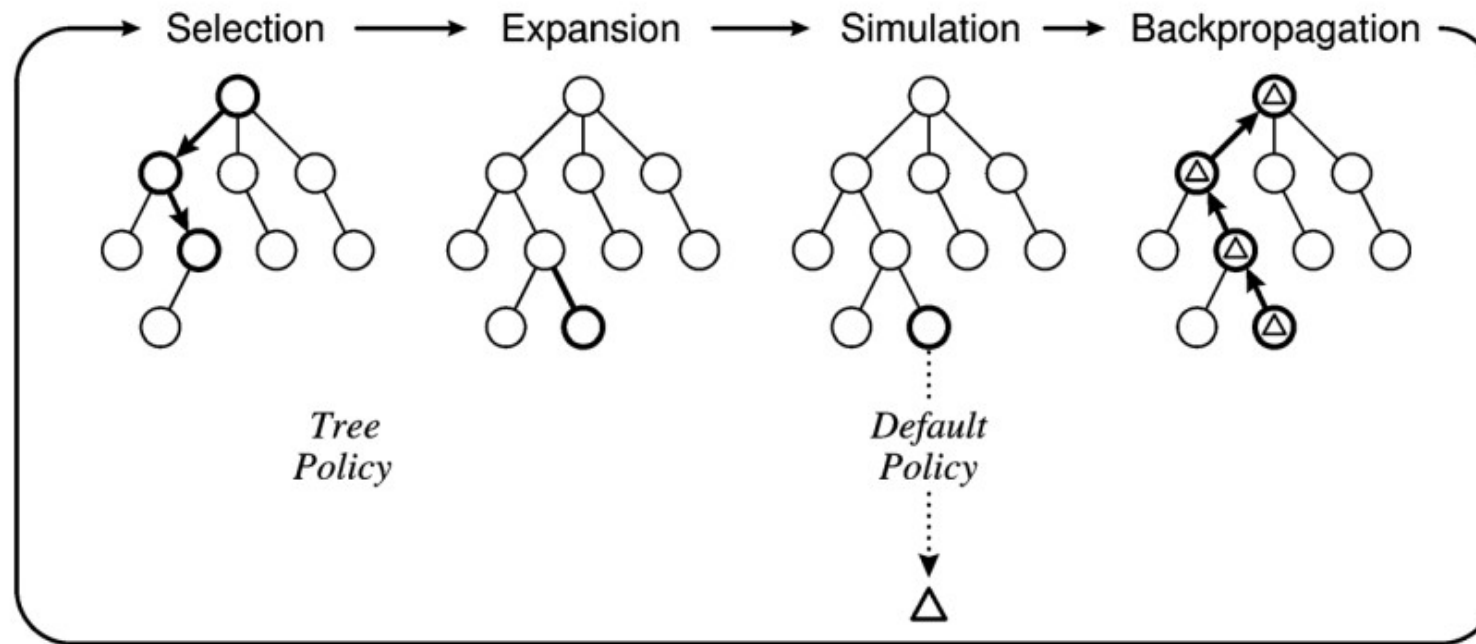 Selection Expansion Simulation Backpropagation
Tree
Policy
Default
Policy